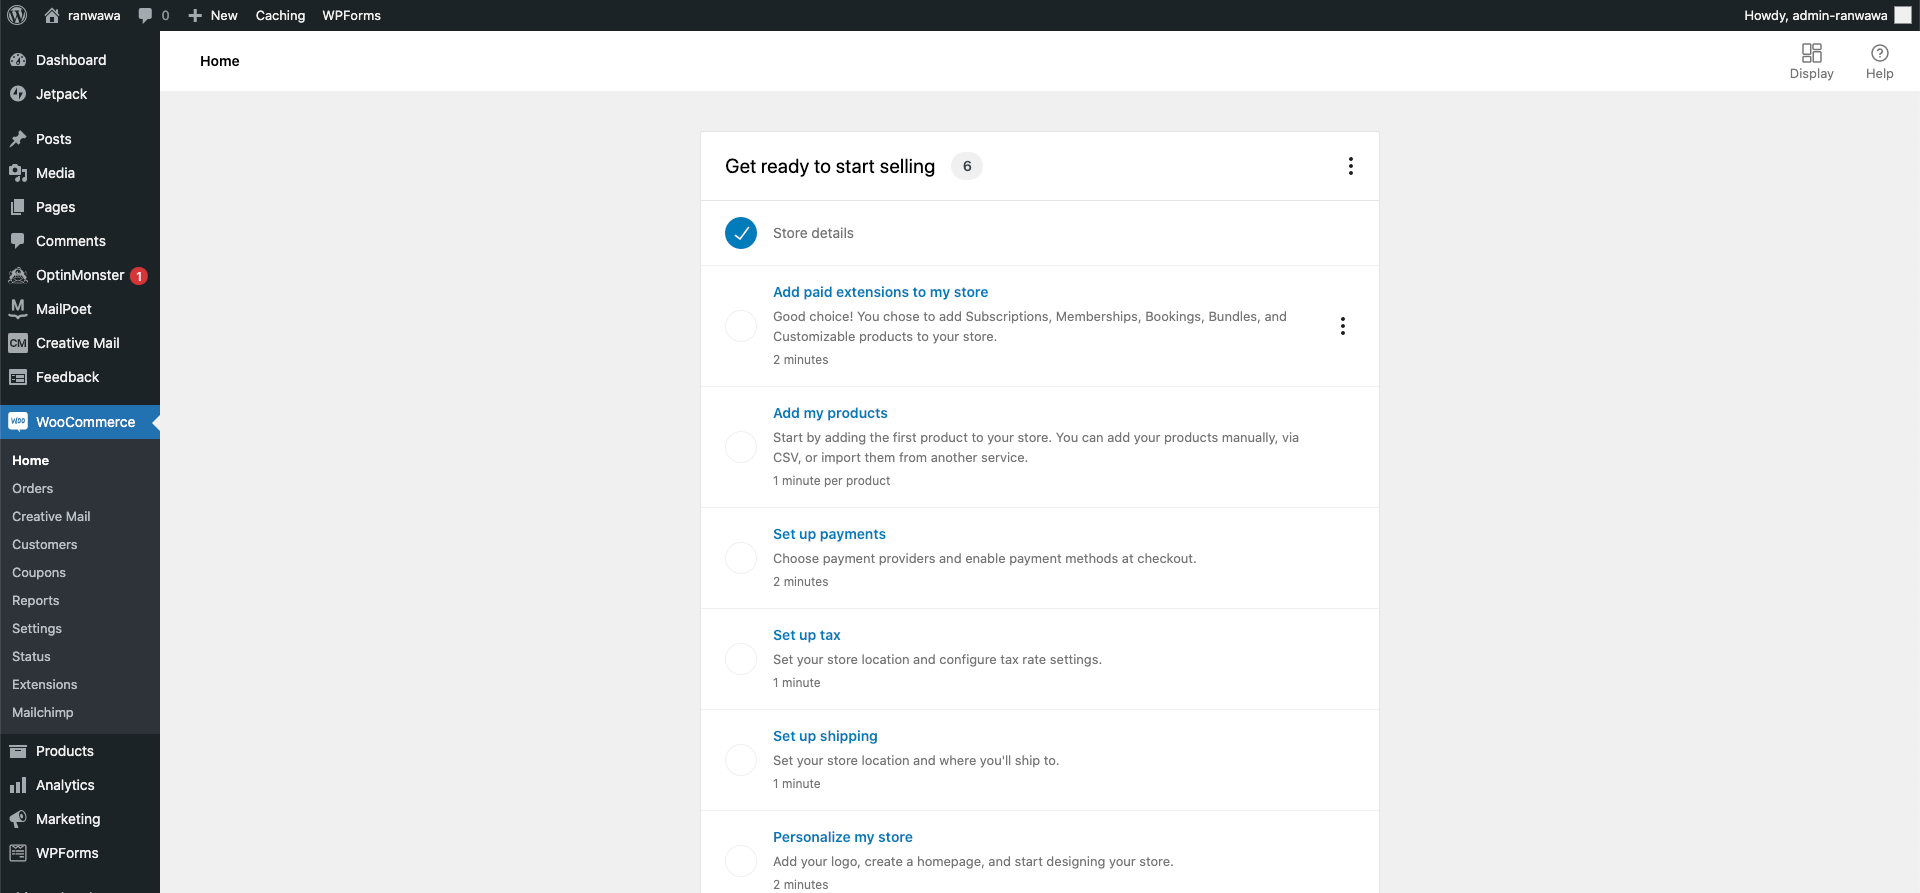 ranwawa 0 New Caching WPForms Howdy, admin-ranwawa
Dashboard
Jetpack
Posts
Media
Pages
Comments
OptinMonster 1
MailPoet
CM Creative Mail
Feedback
Woo WooCommerce
Home
Orders
Creative Mail
Customers
Coupons
Reports
Settings
Status
Extensions
Mailchimp
Products
Analytics
Marketing
WPForms
Home
Display
Help
Get ready to start selling 6
Store details
Add paid extensions to my store
Good choice! You chose to add Subscriptions, Memberships, Bookings, Bundles, and
Customizable products to your store.
2 minutes
Add my products
Start by adding the first product to your store. You can add your products manually, via
CSV, or import them from another service.
1 minute per product
Set up payments
Choose payment providers and enable payment methods at checkout.
2 minutes
Set up tax
Set your store location and configure tax rate settings.
1 minute
Set up shipping
Set your store location and where you'll ship to.
1 minute
Personalize my store
Add your logo, create a homepage, and start designing your store.
2 minutes